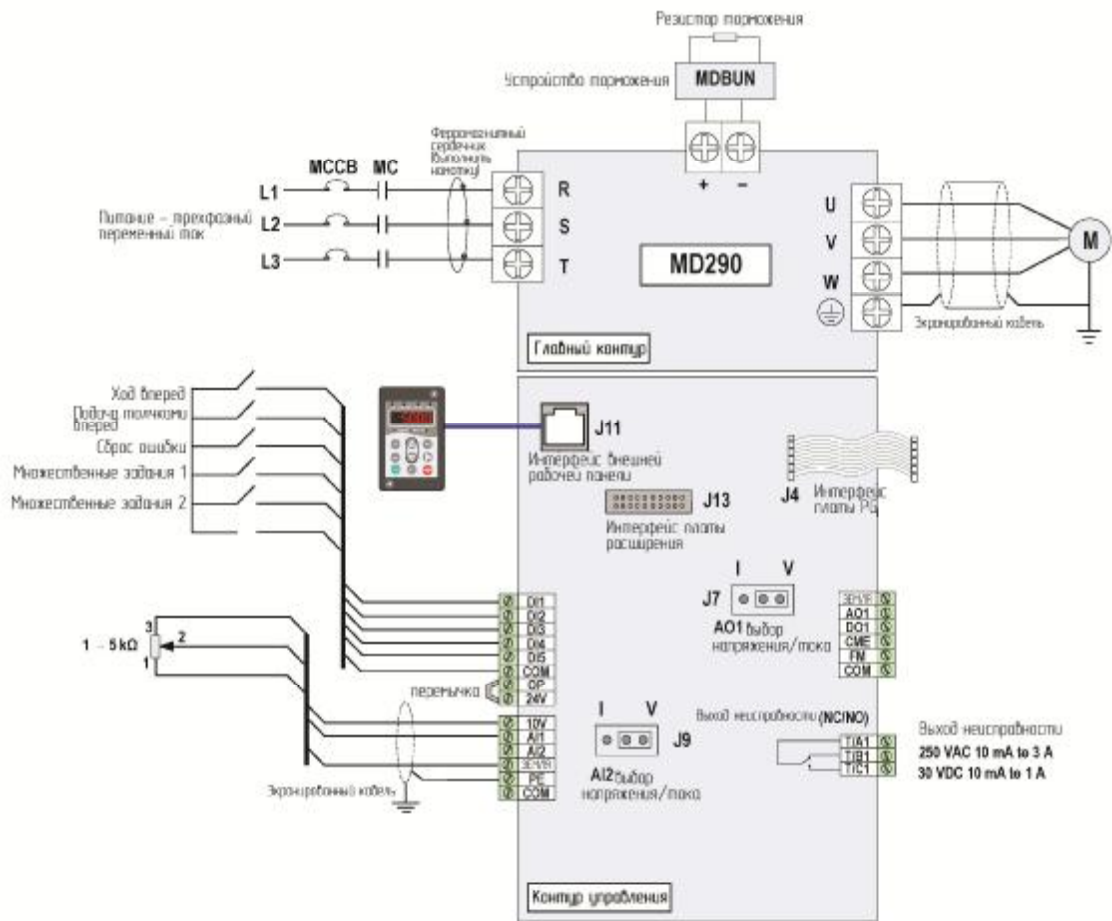 Резистор торможения
Устройство торможения
MDBUN
Ферромагнитный
сердечник
(выполнить
намотку)
MCCB
MC
+
–
L1
L2
L3
Питание – трехфазный
переменный ток
R
S
T
MD290
U
V
W
M
Экранированный кабель
Главный контур
Ход вперед
Подача толчками
вперед
Сброс ошибки
Множественные задания 1
Множественные задания 2
J11
Интерфейс внешней
рабочей панели
J13
Интерфейс платы
расширения
J4
Интерфейс
платы PG
I V
J7
AO1 выбор
напряжения/тока
ЗЕМЛЯ
AO1
DO1
CME
FM
COM
DI1
DI2
DI3
DI4
DI5
COM
OP
24V
перемычка
1 – 5 kΩ
3
2
1
10V
AI1
AI2
ЗЕМЛЯ
PE
COM
Экранированный кабель
I V
J9
AI2 выбор
напряжения/тока
Выход неисправности (NC/NO)
T/A1
T/B1
T/C1
Выход неисправности
250 VAC 10 mA to 3 A
30 VDC 10 mA to 1 A
Контур управления